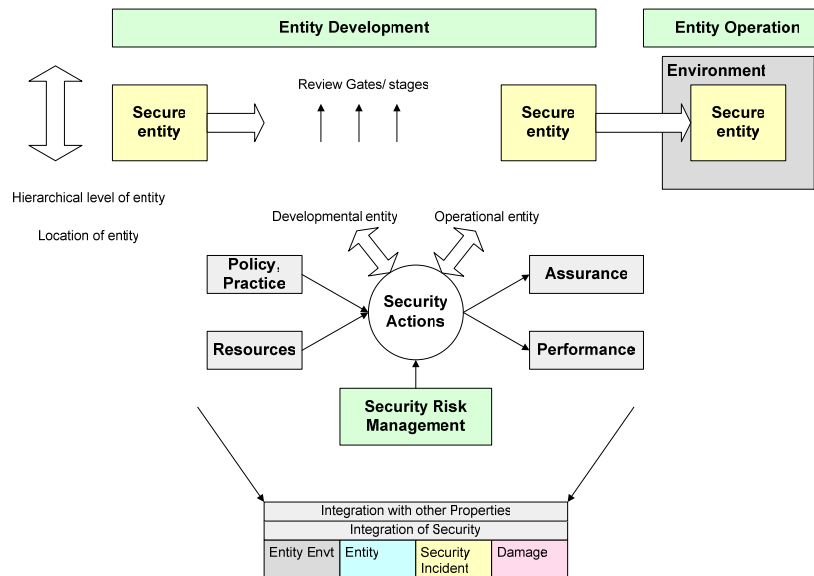 Entity Development
Entity Operation
Environment
Review Gates/ stages
Secure
entity
Secure
entity
Secure
entity
Hierarchical level of entity
Location of entity
Developmental entity
Operational entity
Policy,
Practice
Resources
Security
Actions
Assurance
Performance
Security Risk
Management
Integration with other Properties
Integration of Security
Entity Envt
Entity
Security
Incident
Damage